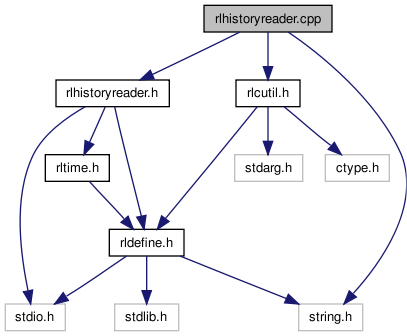 rlhistoryreader.cpp
rlhistoryreader.h
rlcutil.h
rltime.h
stdarg.h
ctype.h
rldefine.h
stdio.h
stdlib.h
string.h